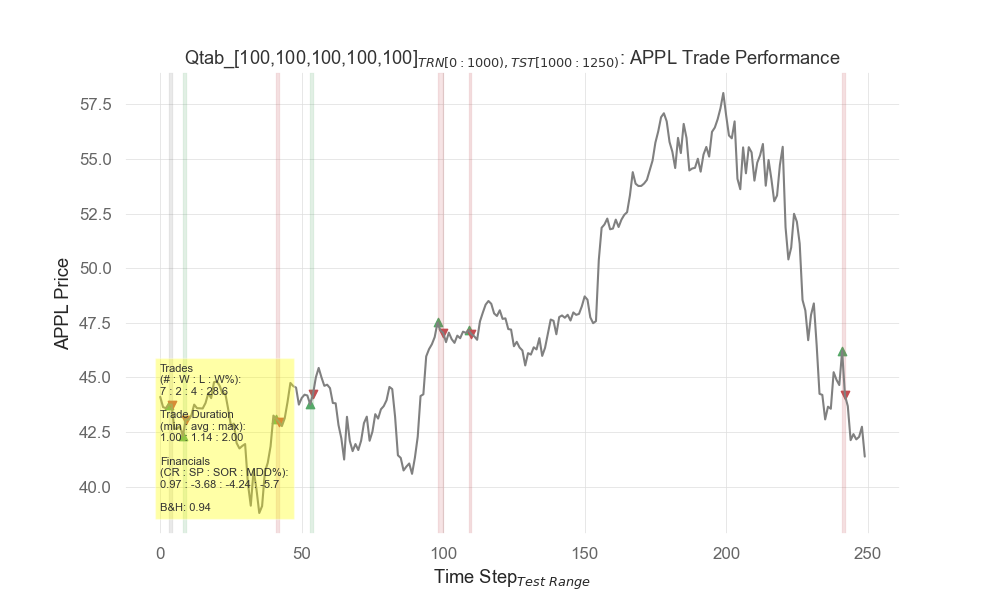 Qtab_[100,100,100,100,100]TRN[0 : 1000), TST[1000 : 1250) : APPL Trade Performance
57.5
55.0
52.5
50.0
47.5
45.0
42.5
40.0
APPL Price
Trades
(# : W : L : W%):
7 : 2 : 4 : 28.6
Trade Duration
(min : avg : max):
1.00 : 1.14 : 2.00
Financials
(CR : SP : SOR : MDD%):
0.97 : -3.68 : -4.24 : -5.7
B&H: 0.94
0 50 100 150 200 250
Time Step Test Range